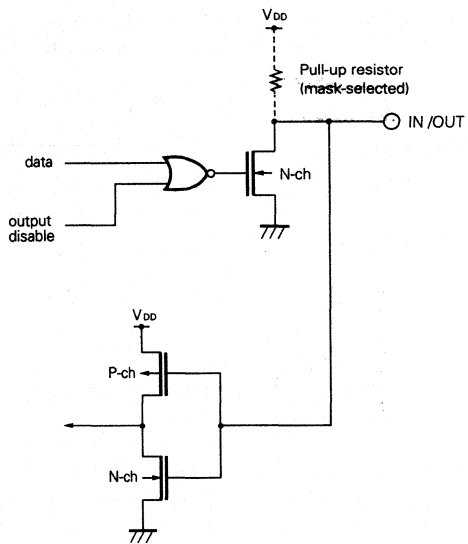 VDD
Pull-up resistor
(mask-selected)
IN/OUT
data
N-ch
output
disable
VDD
P-ch
N-ch